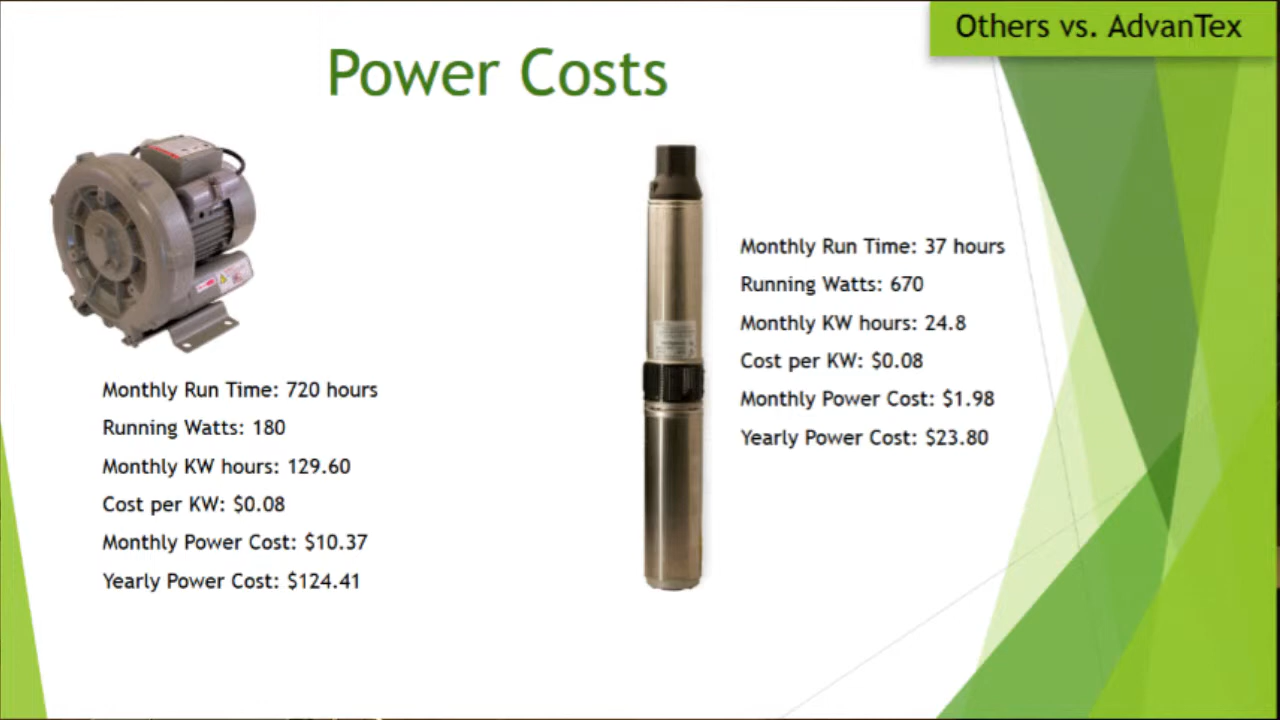 Others vs. AdvanTex
Power Costs
Monthly Run Time: 720 hours
Running Watts: 180
Monthly KW hours: 129.60
Cost per KW: $0.08
Monthly Power Cost: $10.37
Yearly Power Cost: $124.41
Monthly Run Time: 37 hours
Running Watts: 670
Monthly KW hours: 24.8
Cost per KW: $0.08
Monthly Power Cost: $1.98
Yearly Power Cost: $23.80